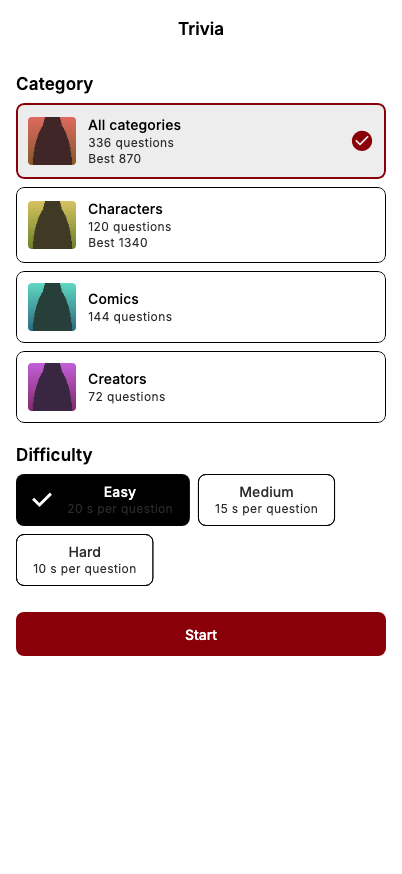 Trivia
Category
All categories
336 questions
Best 870
Characters
120 questions
Best 1340
Comics
144 questions
Creators
72 questions
Difficulty
Easy
20 s per question
Medium
15 s per question
Hard
10 s per question
Start